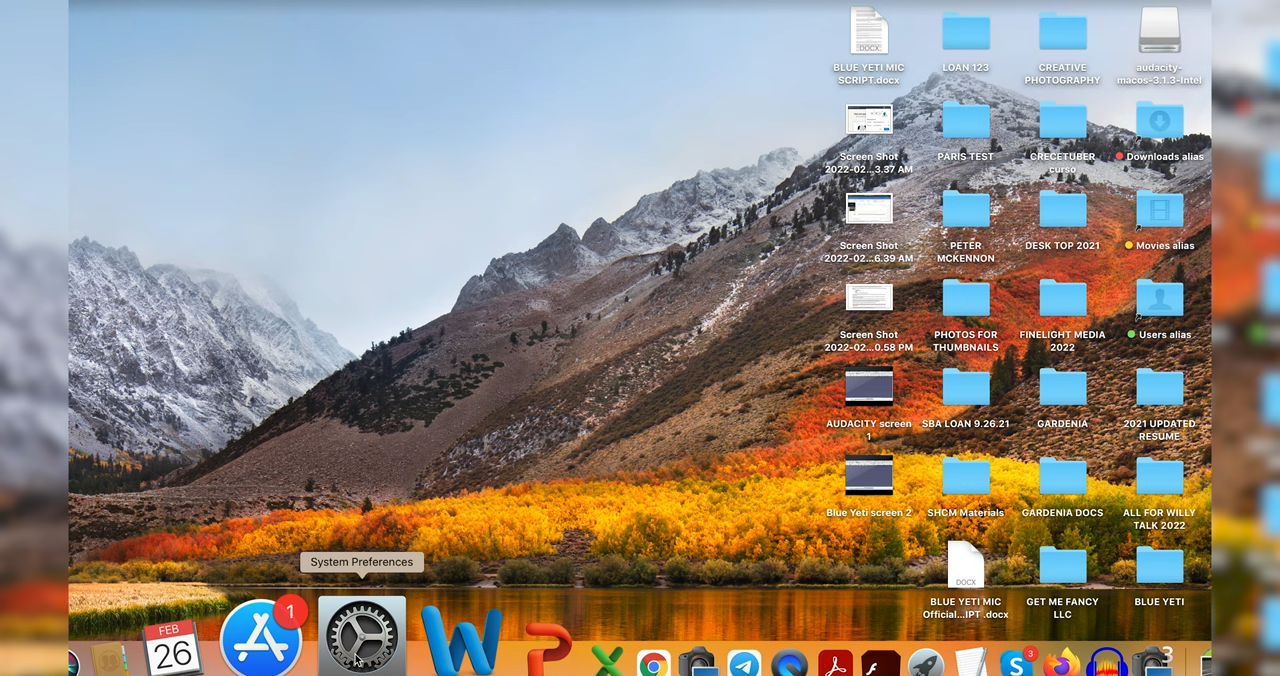 DOCX
BLUE YETI MIC
SCRIPT.docx
LOAN 123
CREATIVE
PHOTOGRAPHY
audacity-
macos-3.1.3-Intel
Screen Shot
2022-02...3.37 AM
PARIS TEST
CRECETUBER
curso
Downloads alias
Screen Shot
2022-02...6.39 AM
PETER
MCKENNON
DESK TOP 2021
Movies alias
Screen Shot
2022-02...0.58 PM
PHOTOS FOR
THUMBNAILS
FINELIGHT MEDIA
2022
Users alias
AUDACITY screen
1
SBA LOAN 9.26.21
GARDENIA
2021 UPDATED
RESUME
Blue Yeti screen 2
SHCM Materials
GARDENIA DOCS
ALL FOR WILLY
TALK 2022
DOCX
BLUE YETI MIC
Official...IPT .docx
GET ME FANCY
LLC
BLUE YETI
System Preferences
FEB
26
1
W
P
X
S
3
3